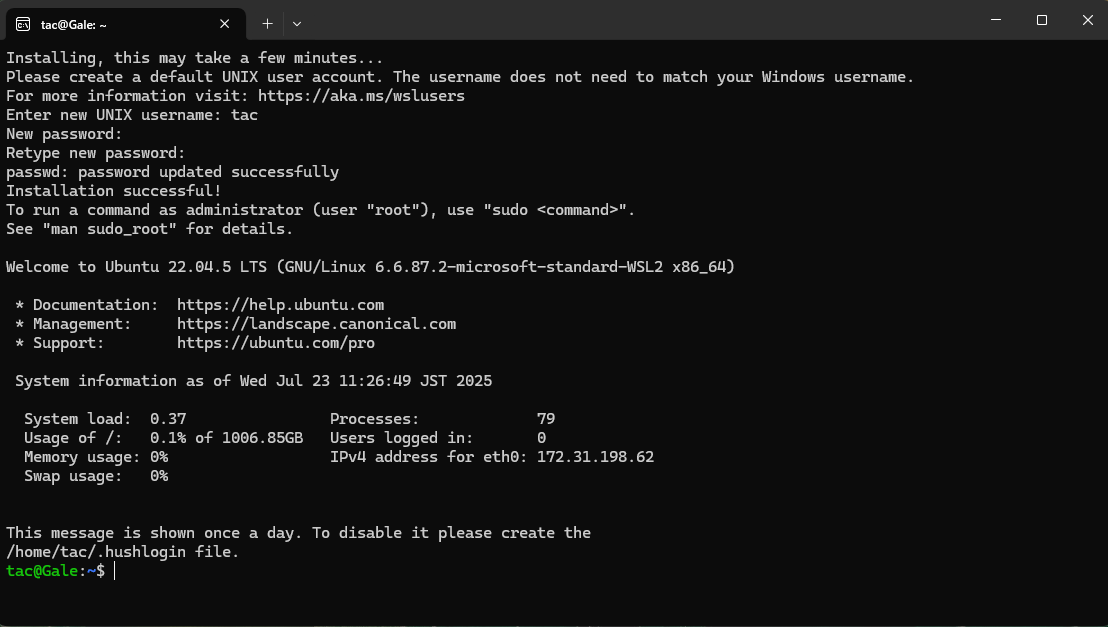 tac@Gale: ~
Installing, this may take a few minutes...
Please create a default UNIX user account. The username does not need to match your Windows username.
For more information visit: https://aka.ms/wslusers
Enter new UNIX username: tac
New password:
Retype new password:
passwd: password updated successfully
Installation successful!
To run a command as administrator (user "root"), use "sudo <command>".
See "man sudo_root" for details.
Welcome to Ubuntu 22.04.5 LTS (GNU/Linux 6.6.87.2-microsoft-standard-WSL2 x86_64)
* Documentation:  https://help.ubuntu.com
* Management:     https://landscape.canonical.com
* Support:        https://ubuntu.com/pro
System information as of Wed Jul 23 11:26:49 JST 2025
System load:  0.37                Processes:             79
Usage of /:   0.1% of 1006.85GB   Users logged in:       0
Memory usage: 0%                  IPv4 address for eth0: 172.31.198.62
Swap usage:   0%
This message is shown once a day. To disable it please create the
/home/tac/.hushlogin file.
tac@Gale:~$